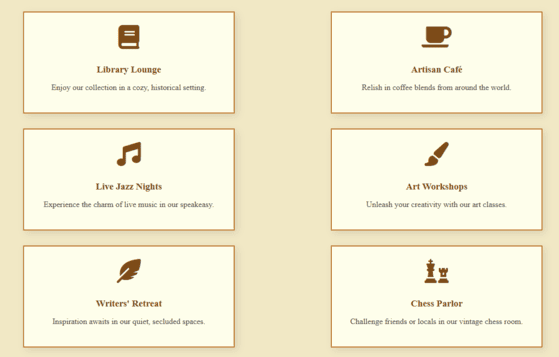 Library Lounge
Enjoy our collection in a cozy, historical setting.
Artisan Café
Relish in coffee blends from around the world.
Live Jazz Nights
Experience the charm of live music in our speakeasy.
Art Workshops
Unleash your creativity with our art classes.
Writers' Retreat
Inspiration awaits in our quiet, secluded spaces.
Chess Parlor
Challenge friends or locals in our vintage chess room.